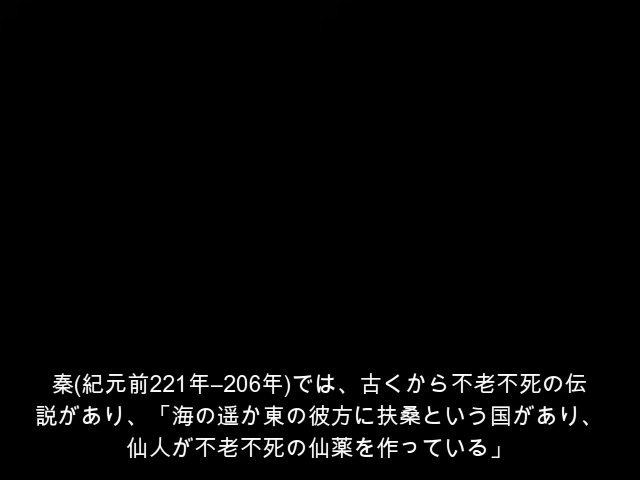 秦(紀元前221年–206年)では、古くから不老不死の伝
説があり、「海の遥か東の彼方に扶桑という国があり、
仙人が不老不死の仙薬を作っている」